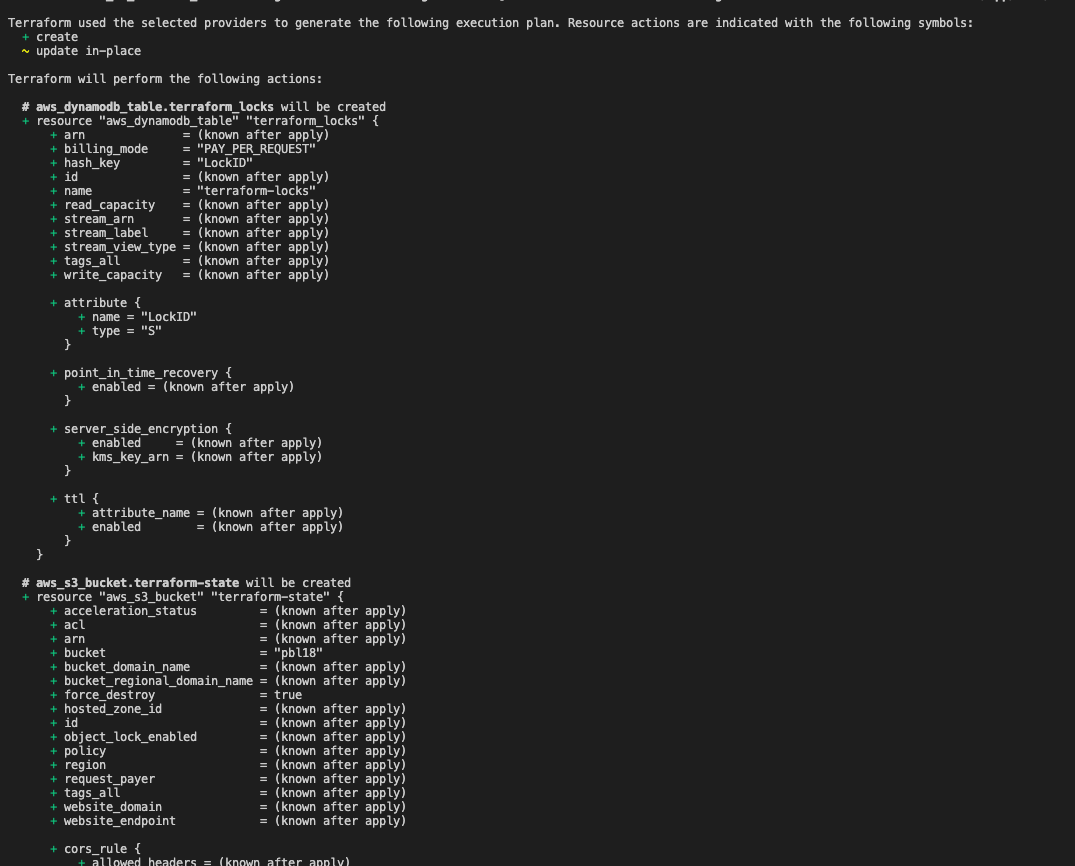 Terraform used the selected providers to generate the following execution plan. Resource actions are indicated with the following symbols:
  + create
  ~ update in-place

Terraform will perform the following actions:

  # aws_dynamodb_table.terraform_locks will be created
  + resource "aws_dynamodb_table" "terraform_locks" {
      + arn              = (known after apply)
      + billing_mode     = "PAY_PER_REQUEST"
      + hash_key         = "LockID"
      + id               = (known after apply)
      + name             = "terraform-locks"
      + read_capacity    = (known after apply)
      + stream_arn       = (known after apply)
      + stream_label     = (known after apply)
      + stream_view_type = (known after apply)
      + tags_all         = (known after apply)
      + write_capacity   = (known after apply)

      + attribute {
          + name = "LockID"
          + type = "S"
        }

      + point_in_time_recovery {
          + enabled = (known after apply)
        }

      + server_side_encryption {
          + enabled     = (known after apply)
          + kms_key_arn = (known after apply)
        }

      + ttl {
          + attribute_name = (known after apply)
          + enabled        = (known after apply)
        }
    }

  # aws_s3_bucket.terraform-state will be created
  + resource "aws_s3_bucket" "terraform-state" {
      + acceleration_status         = (known after apply)
      + acl                         = (known after apply)
      + arn                         = (known after apply)
      + bucket                      = "pbl18"
      + bucket_domain_name          = (known after apply)
      + bucket_regional_domain_name = (known after apply)
      + force_destroy               = true
      + hosted_zone_id              = (known after apply)
      + id                          = (known after apply)
      + object_lock_enabled         = (known after apply)
      + policy                      = (known after apply)
      + region                      = (known after apply)
      + request_payer               = (known after apply)
      + tags_all                    = (known after apply)
      + website_domain              = (known after apply)
      + website_endpoint            = (known after apply)

      + cors_rule {
          + allowed_headers = (known after apply)